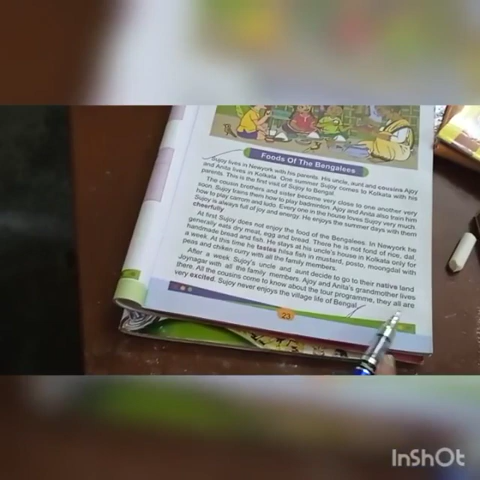 Foods Of The Bengalees
Sujoy lives in Newyork with his parents. His uncle, aunt and cousins Ajoy
and Anita lives in Kolkata. One summer Sujoy comes to Kolkata with his
parents. This is the first visit of Sujoy to Bengal.
The cousin brothers and sister become very close to one another very
soon. Sujoy teach them how to play badminton. Ajoy and Anita also train him
how to play carrom and ludo. Every one in the house loves Sujoy very much.
Sujoy is always full of joy and energy. He enjoys the summer days with them
cheerfully.
At first Sujoy does not enjoy the food of the Bengalees. In Newyork he
generally eats dry meat, egg and bread. There he is not fond of rice, dal,
handmade bread and fish. He stays at his uncle's house in Kolkata only for
a week. At this time he tastes hilsa fish in mustard, posto, moongdal with
peas and chiken curry with all the family members.
After a week Sujoy's uncle and aunt decide to go to their native land
Joynagar with all the family members. Ajoy and Anita's grandmother lives
there. All the cousins come to know about the tour programme, they all are
very excited. Sujoy never enjoys the village life of Bengal.
23
InShOt